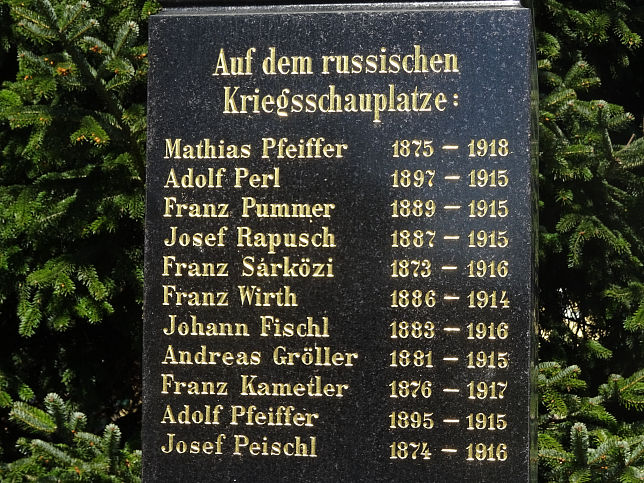 Auf dem russischen
Kriegsschauplatze:
Mathias Pfeiffer 1875 – 1918
Adolf Perl 1897 – 1915
Franz Pummer 1889 – 1915
Josef Rapusch 1887 – 1915
Franz Sárközi 1873 – 1916
Franz Wirth 1886 – 1914
Johann Fischl 1883 – 1916
Andreas Gröller 1881 – 1915
Franz Kametler 1876 – 1917
Adolf Pfeiffer 1895 – 1915
Josef Peischl 1874 – 1916